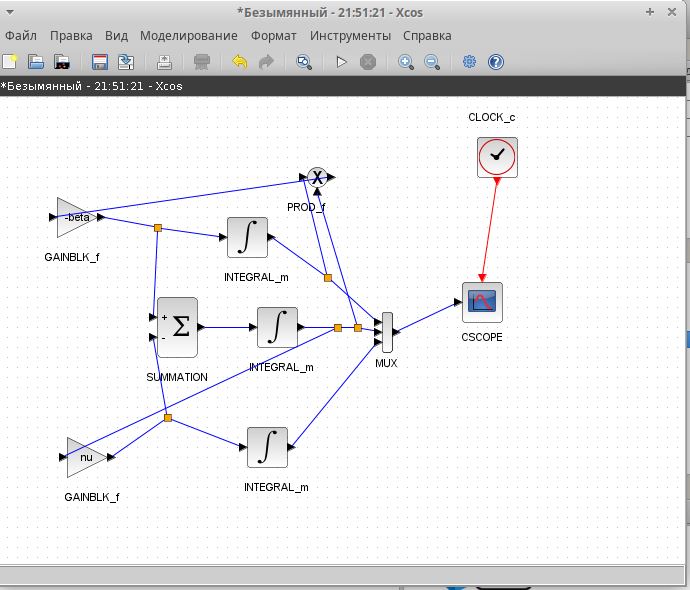 *Безымянный - 21:51:21 - Xcos
Файл Правка Вид Моделирование Формат Инструменты Справка
*Безымянный - 21:51:21 - Xcos
CLOCK_c
X
PROD_f
-beta
GAINBLK_f
∫
INTEGRAL_m
+
Σ
-
SUMMATION
∫
INTEGRAL_m
MUX
CSCOPE
nu
GAINBLK_f
∫
INTEGRAL_m